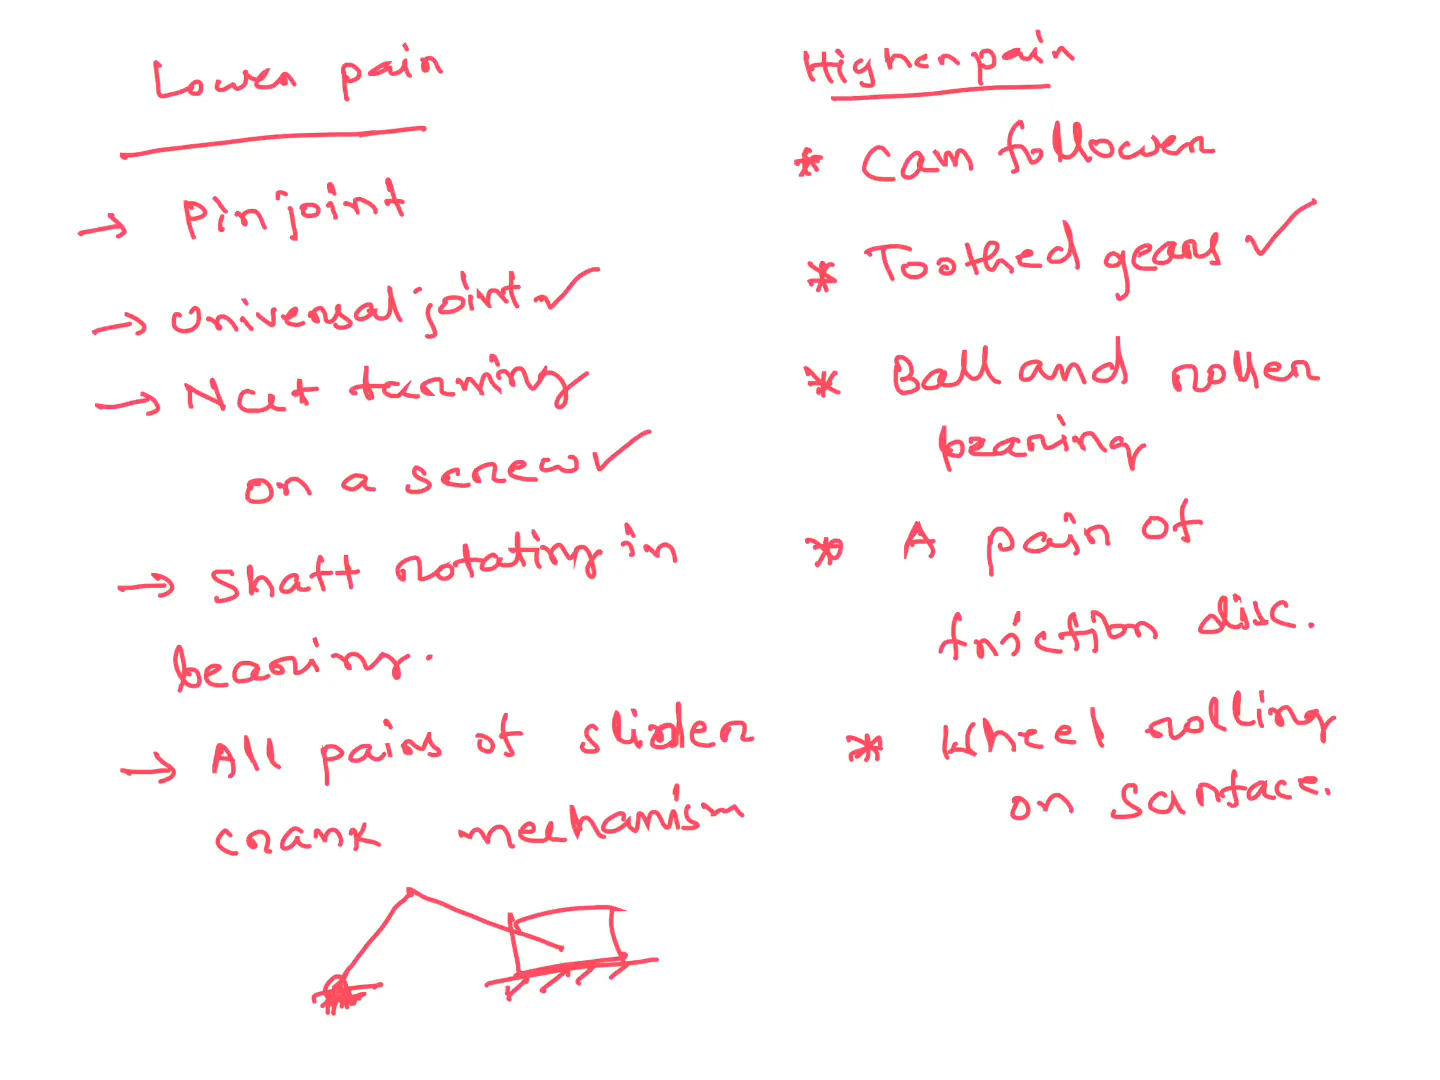 Lower pair
→ Pin joint
→ Universal joint ✓
→ Nut turning
on a screw ✓
→ Shaft rotating in
bearing.
→ All pairs of slider
crank mechanism
Higher pair
* Cam follower
* Toothed gears ✓
* Ball and roller
bearing
* A pair of
friction disc.
* Wheel rolling
on surface.